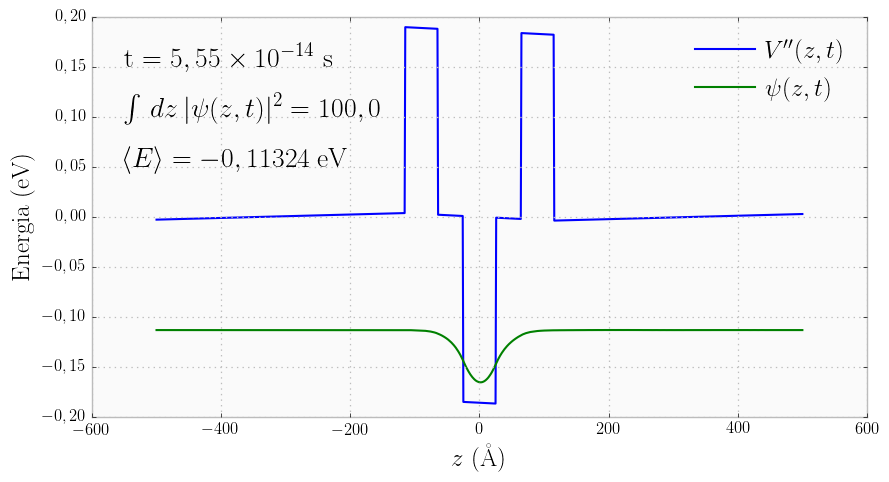 0,20
0,15
0,10
0,05
0,00
−0,05
−0,10
−0,15
−0,20
Energia (eV)
t = 5,55 × 10⁻¹⁴ s
∫ dz |ψ(z,t)|² = 100,0
⟨E⟩ = −0,11324 eV
V″(z,t)
ψ(z,t)
−600 −400 −200 0 200 400 600
z (Å)